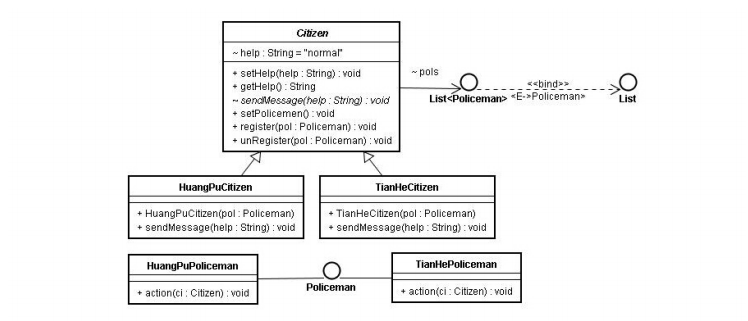 Citizen
~ help : String = "normal"
+ setHelp(help : String) : void
+ getHelp() : String
~ sendMessage(help : String) : void
+ setPolicemen() : void
+ register(pol : Policeman) : void
+ unRegister(pol : Policeman) : void
~ pols
List<Policeman>
<<bind>>
<E->Policeman>
List
HuangPuCitizen
+ HuangPuCitizen(pol : Policeman)
+ sendMessage(help : String) : void
TianHeCitizen
+ TianHeCitizen(pol : Policeman)
+ sendMessage(help : String) : void
HuangPuPoliceman
+ action(ci : Citizen) : void
Policeman
TianHePoliceman
+ action(ci : Citizen) : void